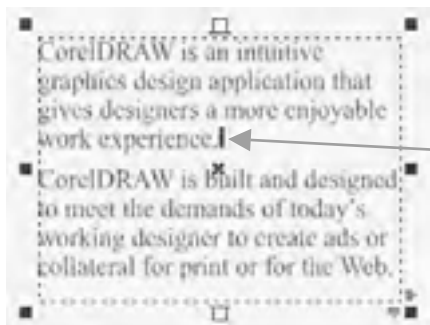 CorelDRAW is an intuitive
graphics design application that
gives designers a more enjoyable
work experience.
CorelDRAW is built and designed
to meet the demands of today's
working designer to create ads or
collateral for print or for the Web.